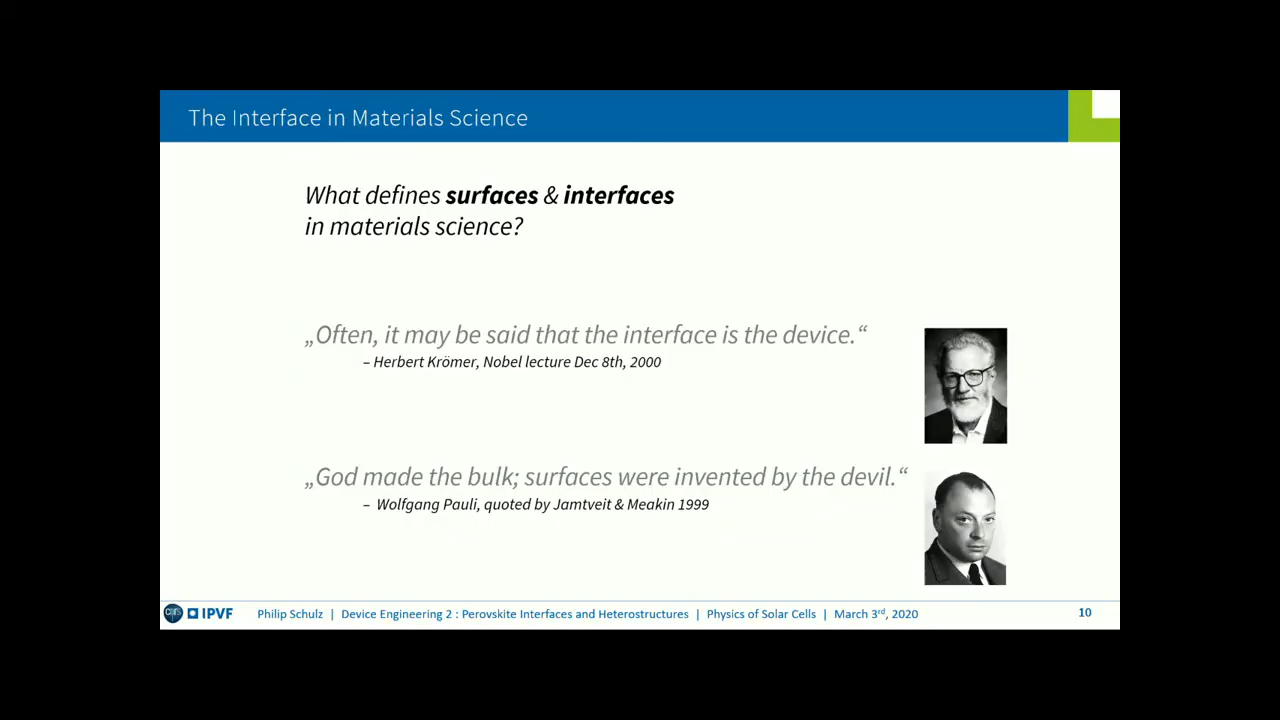 The Interface in Materials Science
What defines surfaces & interfaces
in materials science?
„Often, it may be said that the interface is the device.“
– Herbert Krömer, Nobel lecture Dec 8th, 2000
„God made the bulk; surfaces were invented by the devil.“
– Wolfgang Pauli, quoted by Jamtveit & Meakin 1999
cnrs IPVF Philip Schulz | Device Engineering 2 : Perovskite Interfaces and Heterostructures | Physics of Solar Cells | March 3rd, 2020 10